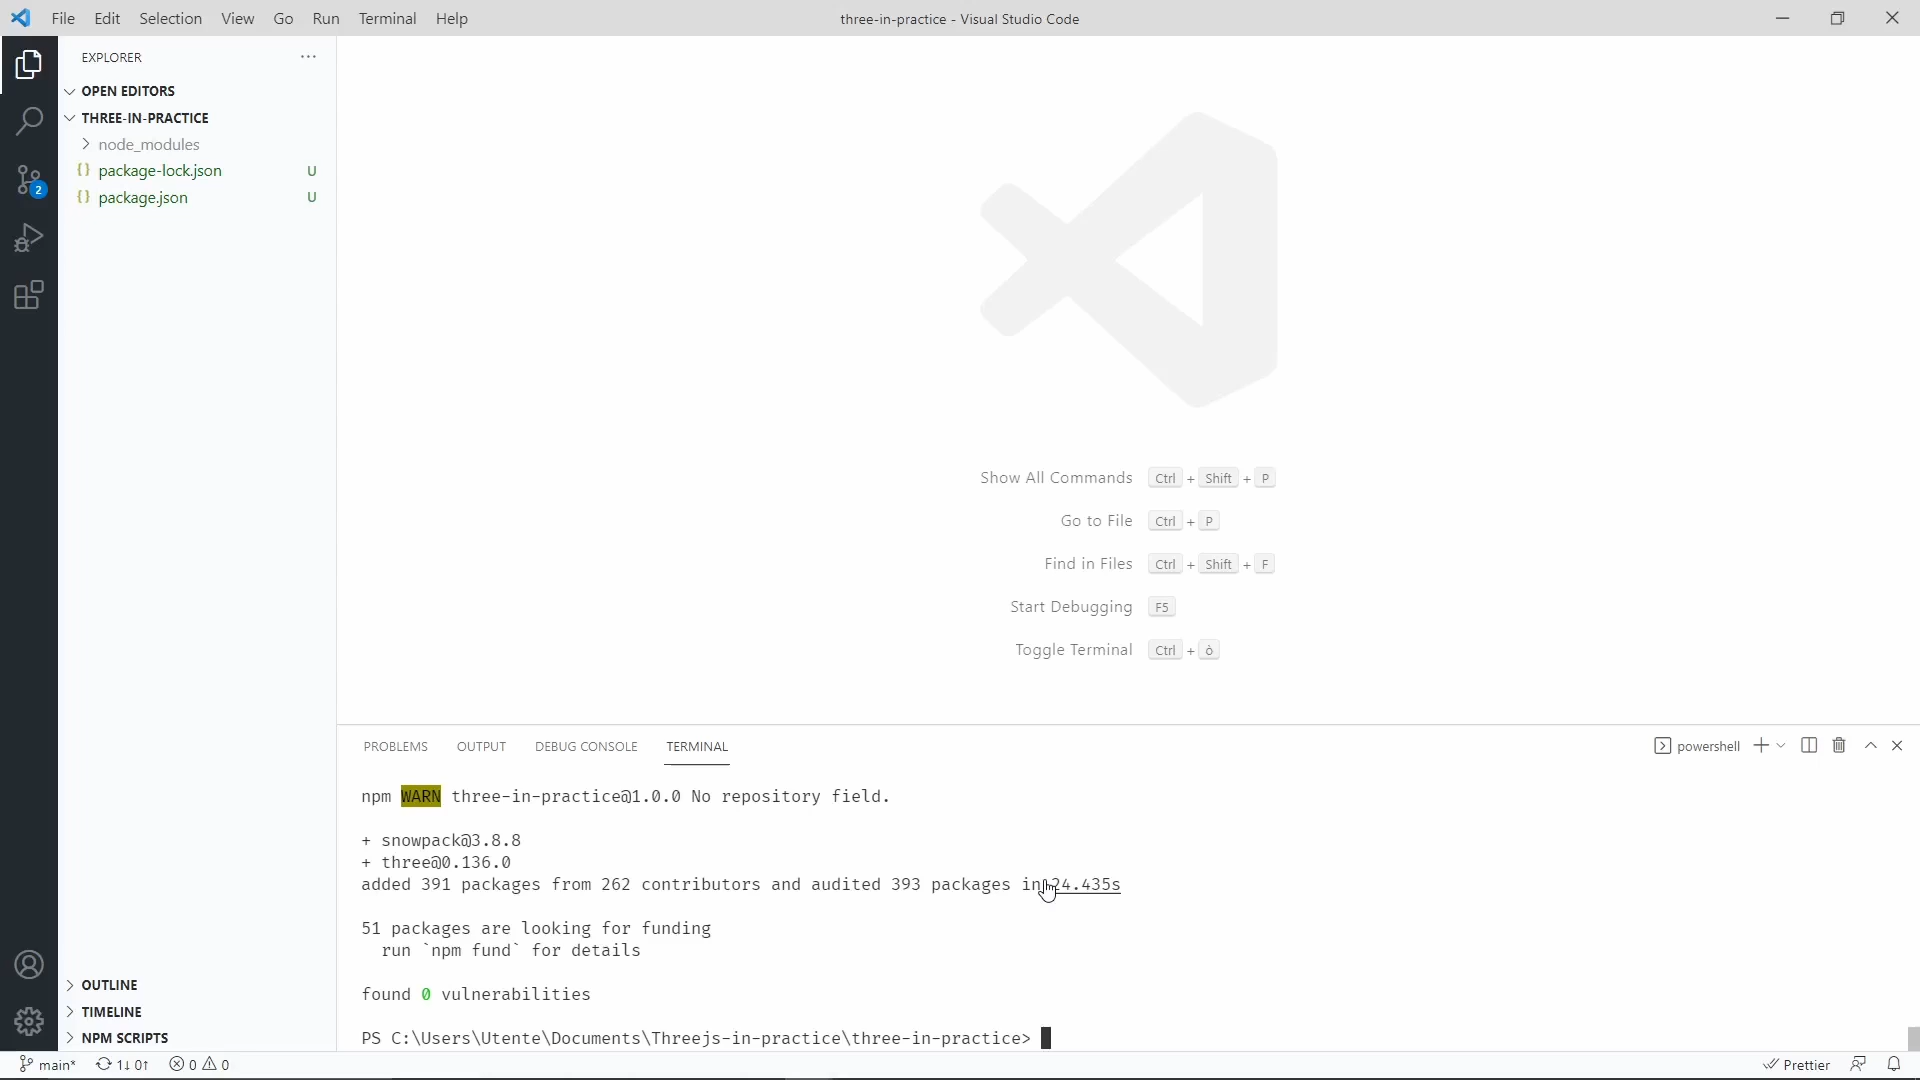 File Edit Selection View Go Run Terminal Help
three-in-practice - Visual Studio Code
EXPLORER
OPEN EDITORS
THREE-IN-PRACTICE
node_modules
package-lock.json U
package.json U
2
Show All Commands Ctrl + Shift + P
Go to File Ctrl + P
Find in Files Ctrl + Shift + F
Start Debugging F5
Toggle Terminal Ctrl + ò
PROBLEMS OUTPUT DEBUG CONSOLE TERMINAL
powershell
npm WARN three-in-practice@1.0.0 No repository field.
+ snowpack@3.8.8
+ three@0.136.0
added 391 packages from 262 contributors and audited 393 packages in 24.435s
51 packages are looking for funding
run `npm fund` for details
found 0 vulnerabilities
PS C:\Users\Utente\Documents\Threejs-in-practice\three-in-practice>
OUTLINE
TIMELINE
NPM SCRIPTS
main* 1↓ 0↑ 0 0
Prettier